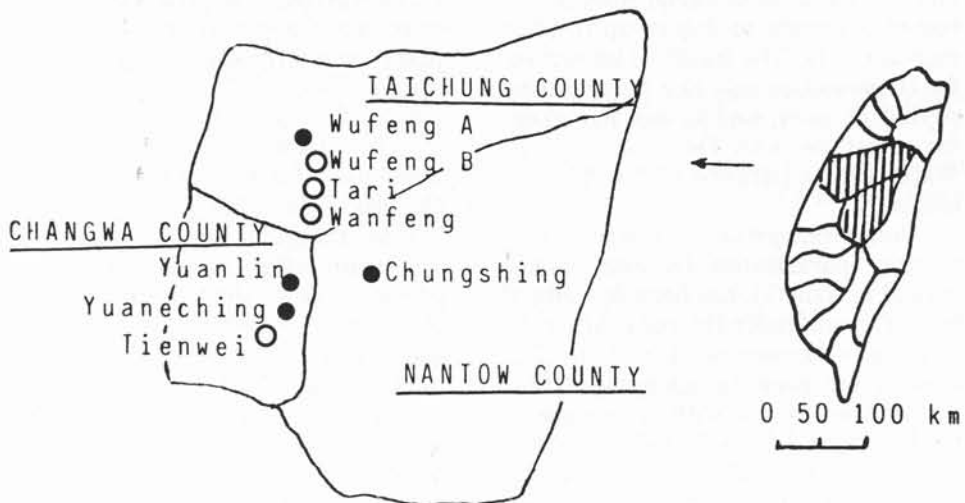 TAICHUNG COUNTY
Wufeng A
Wufeng B
Tari
Wanfeng
CHANGWA COUNTY
Yuanlin
Chungshing
Yuaneching
Tienwei
NANTOW COUNTY
0 50 100 km